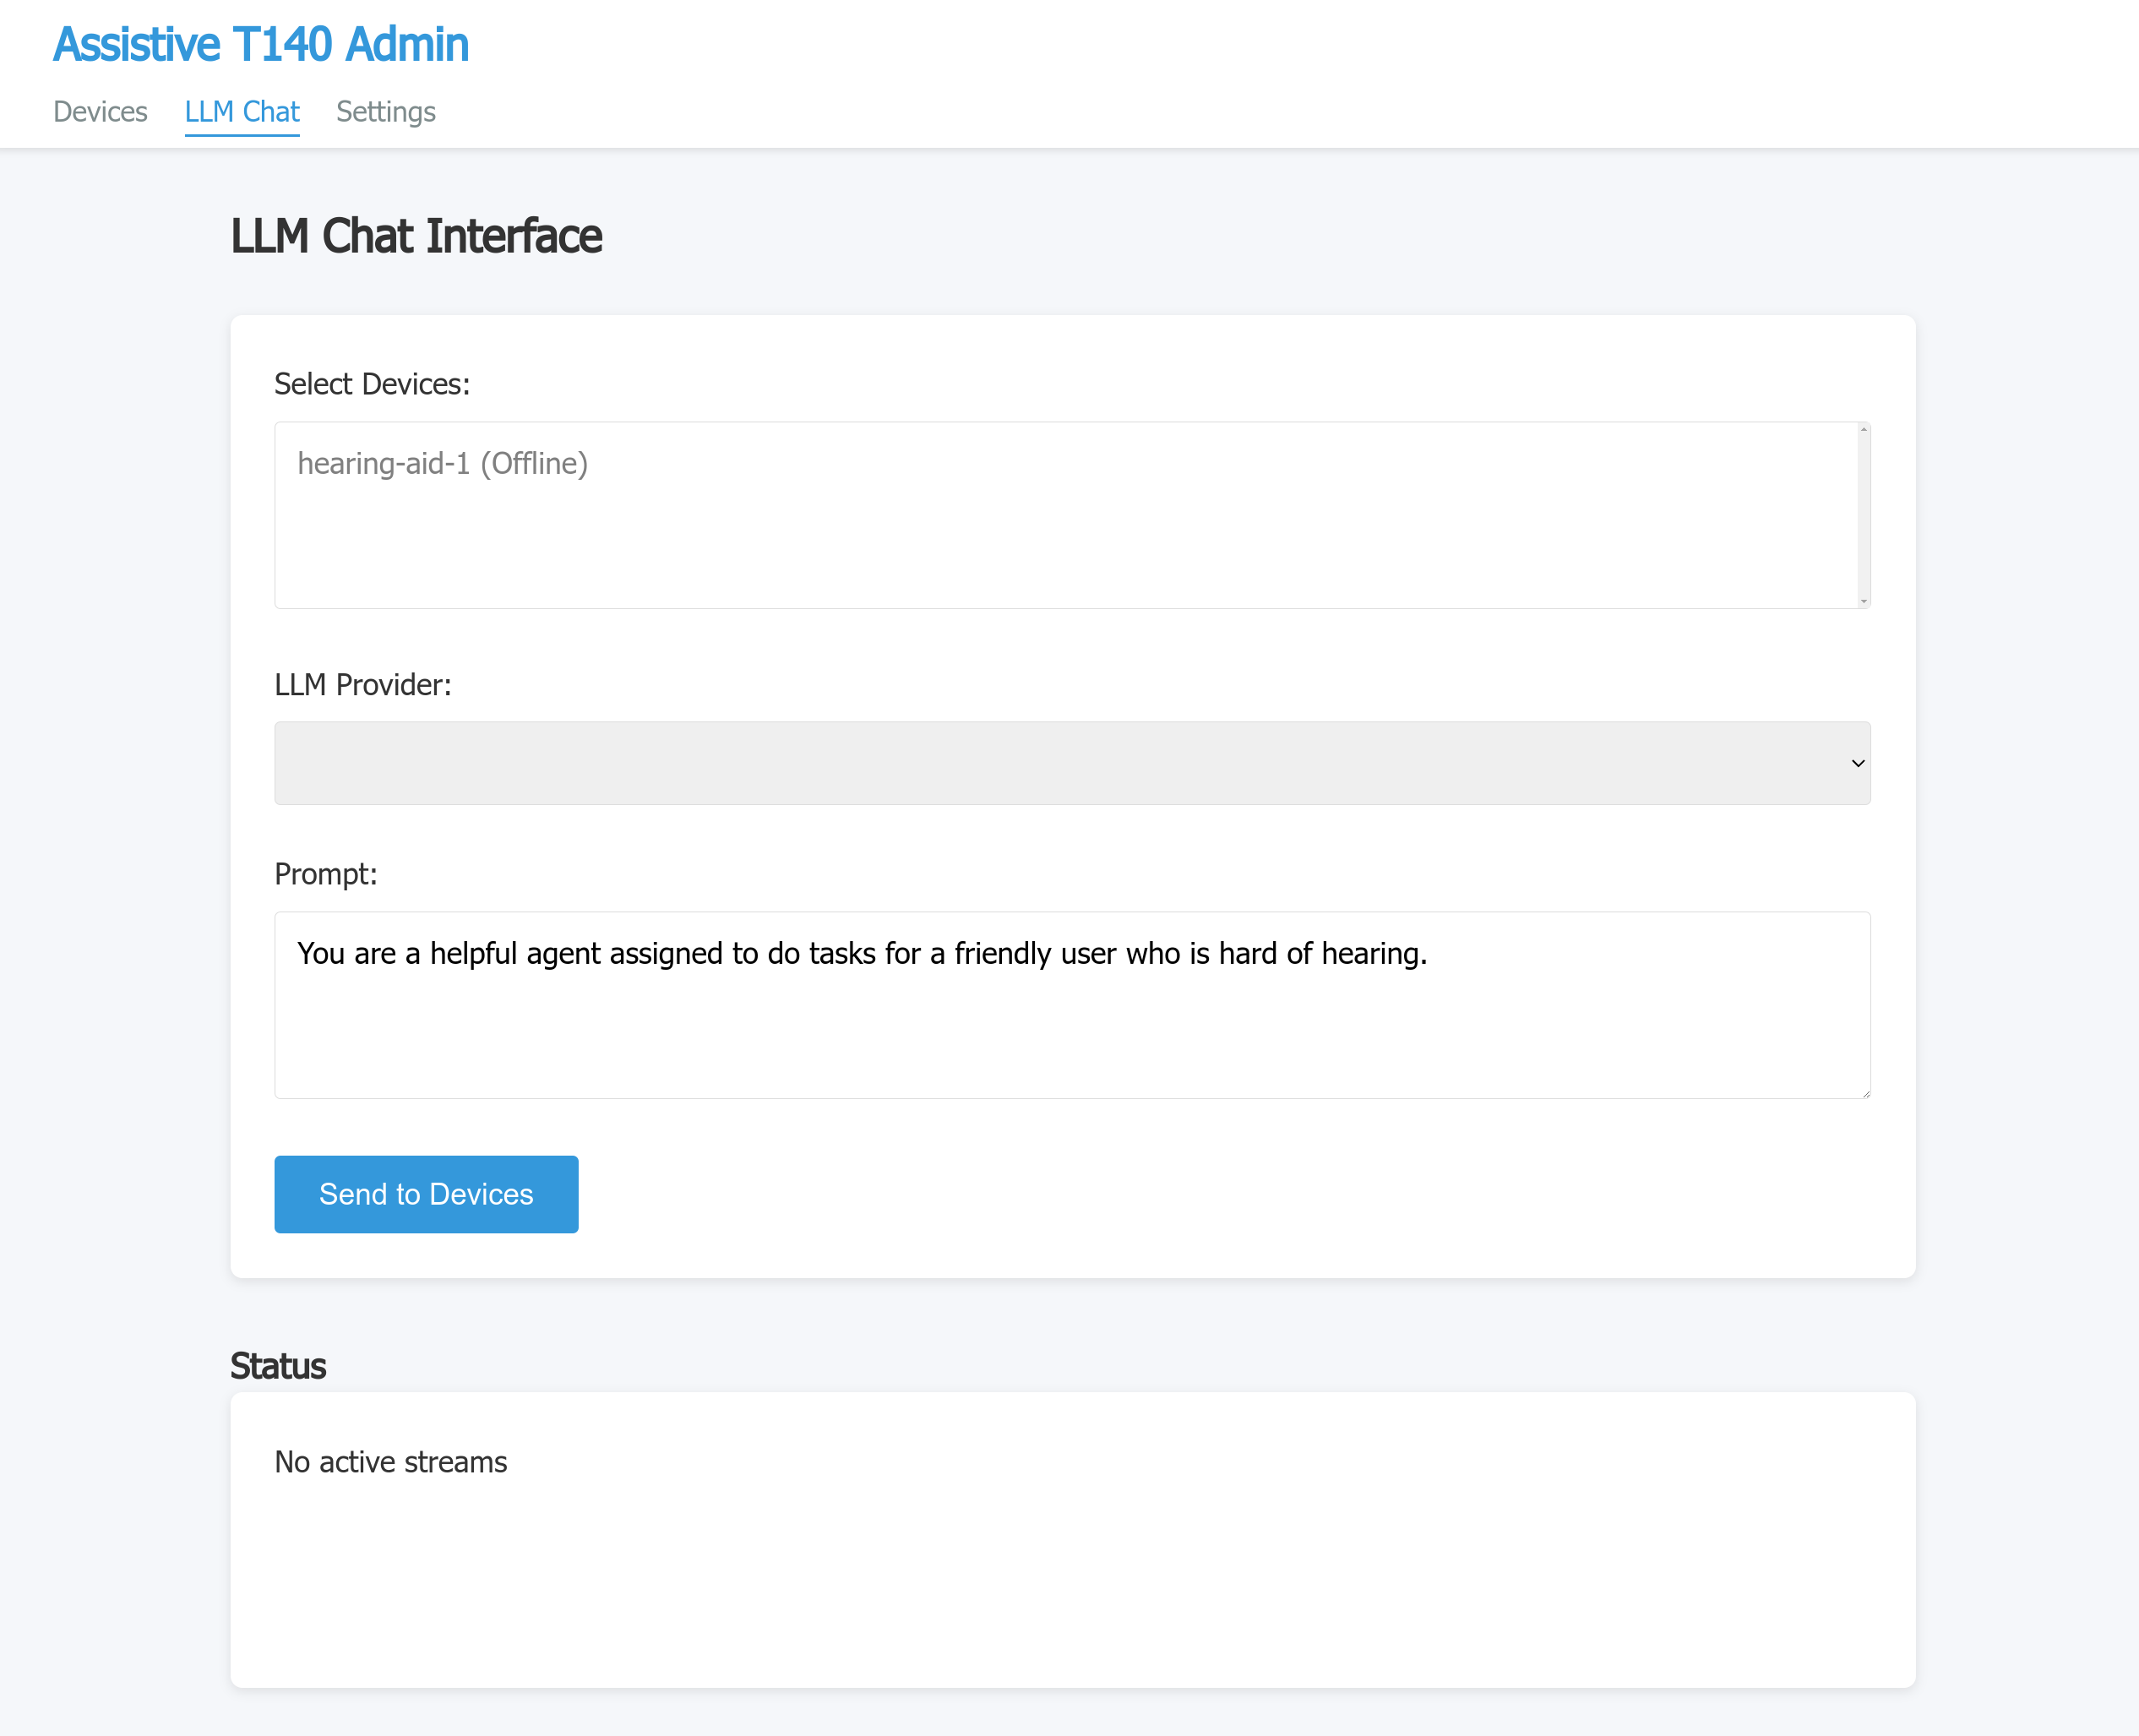 Assistive T140 Admin
Devices LLM Chat Settings
LLM Chat Interface
Select Devices:
hearing-aid-1 (Offline)
LLM Provider:
Prompt:
You are a helpful agent assigned to do tasks for a friendly user who is hard of hearing.
Send to Devices
Status
No active streams